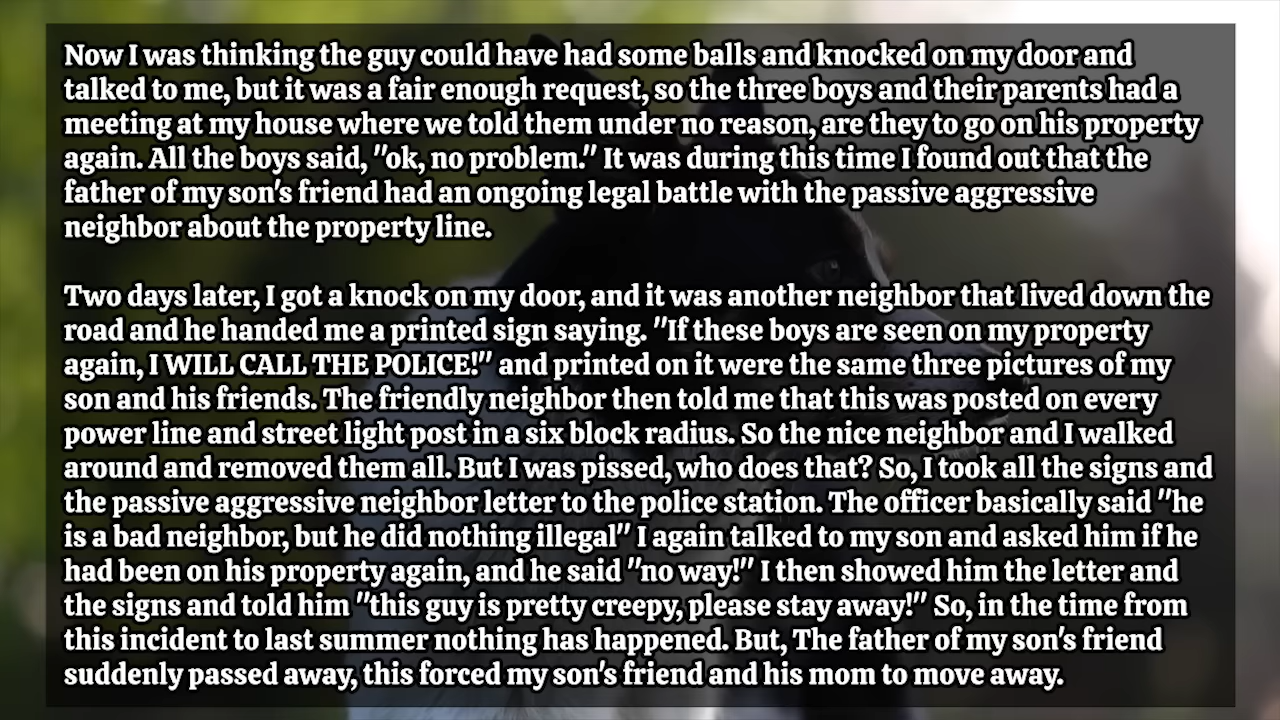 Now I was thinking the guy could have had some balls and knocked on my door and
talked to me, but it was a fair enough request, so the three boys and their parents had a
meeting at my house where we told them under no reason, are they to go on his property
again. All the boys said, "ok, no problem." It was during this time I found out that the
father of my son's friend had an ongoing legal battle with the passive aggressive
neighbor about the property line.
Two days later, I got a knock on my door, and it was another neighbor that lived down the
road and he handed me a printed sign saying. "If these boys are seen on my property
again, I WILL CALL THE POLICE!" and printed on it were the same three pictures of my
son and his friends. The friendly neighbor then told me that this was posted on every
power line and street light post in a six block radius. So the nice neighbor and I walked
around and removed them all. But I was pissed, who does that? So, I took all the signs and
the passive aggressive neighbor letter to the police station. The officer basically said "he
is a bad neighbor, but he did nothing illegal" I again talked to my son and asked him if he
had been on his property again, and he said "no way!" I then showed him the letter and
the signs and told him "this guy is pretty creepy, please stay away!" So, in the time from
this incident to last summer nothing has happened. But, The father of my son's friend
suddenly passed away, this forced my son's friend and his mom to move away.